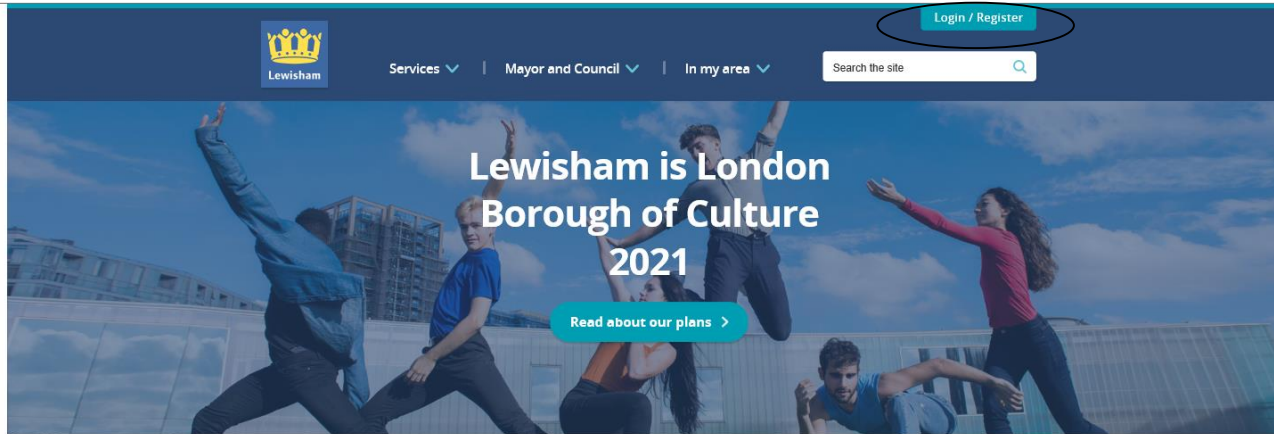 Login / Register
Lewisham
Services
Mayor and Council
In my area
Search the site
Lewisham is London
Borough of Culture
2021
Read about our plans